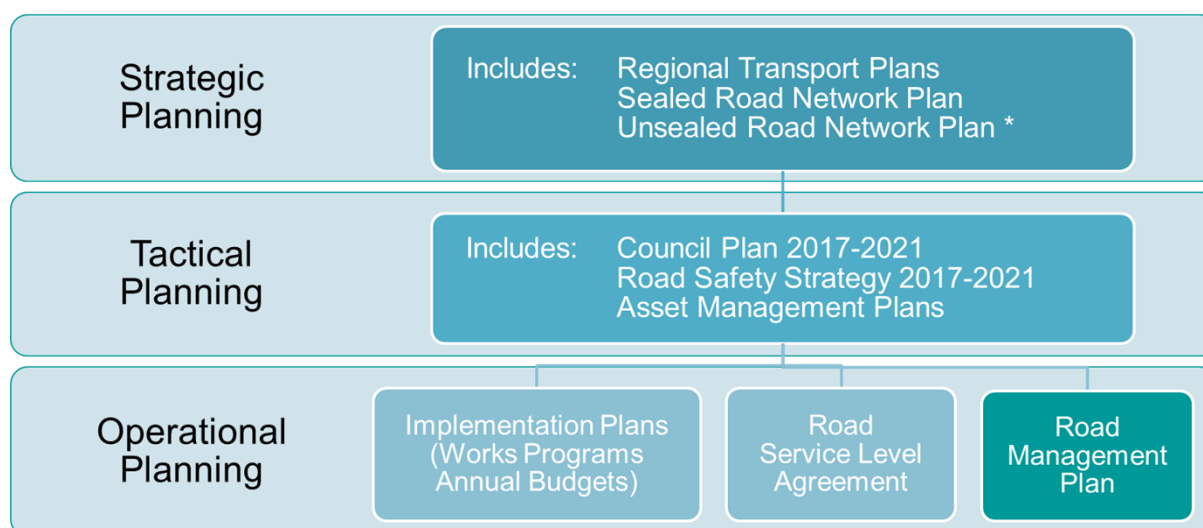 Strategic
Planning
Includes: Regional Transport Plans
Sealed Road Network Plan
Unsealed Road Network Plan *
Tactical
Planning
Includes: Council Plan 2017-2021
Road Safety Strategy 2017-2021
Asset Management Plans
Operational
Planning
Implementation Plans
(Works Programs
Annual Budgets)
Road
Service Level
Agreement
Road
Management
Plan